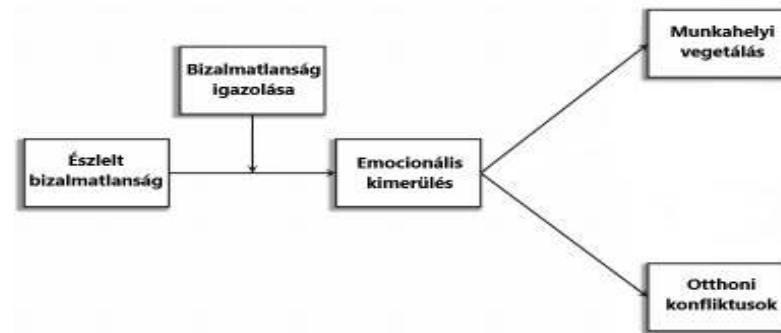 Munkahelyi
vegetálás
Bizalmatlanság
igazolása
Észlelt
bizalmatlanság
Emocionális
kimerülés
Otthoni
konfliktusok